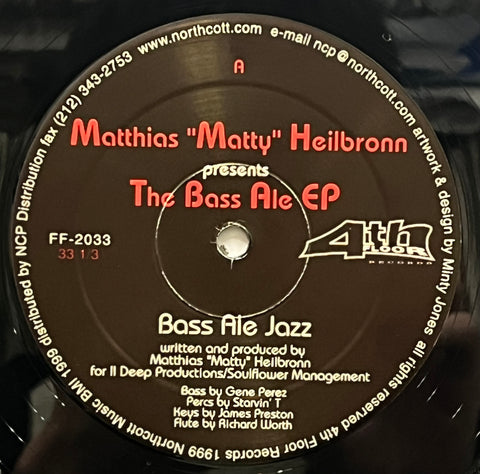 A
Matthias "Matty" Heilbronn
presents
The Bass Ale EP
FF-2033
33 1/3
4th
FLOOR
RECORDS
Bass Ale Jazz
written and produced by
Matthias "Matty" Heilbronn
for II Deep Productions/Soulflower Management
Bass by Gene Perez
Percs by Starvin' T
Keys by James Preston
Flute by Richard Worth
4th Floor Records 1999 Northcott Music BMI 1999 distributed by NCP Distribution fax (212) 343-2753 www.northcott.com e-mail ncp@northcott.com artwork & design by Minty Jones all rights reserved